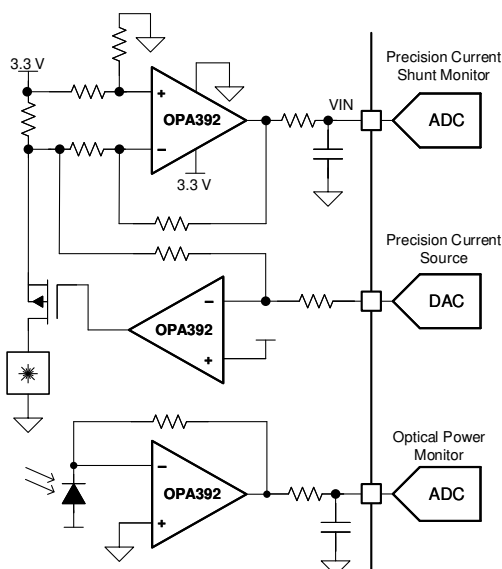 3.3 V
+
OPA392
−
3.3 V
VIN
Precision Current
Shunt Monitor
ADC
Precision Current
Source
−
OPA392
+
DAC
Optical Power
Monitor
−
OPA392
+
ADC